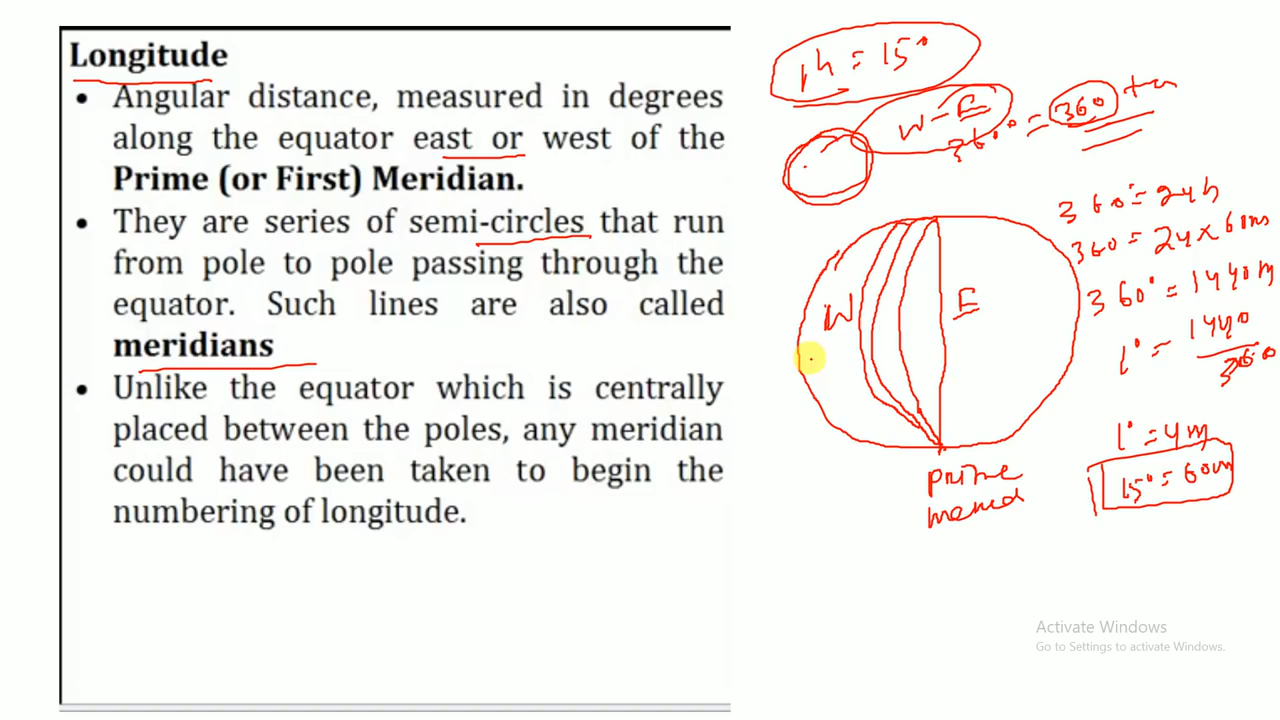 Longitude
• Angular distance, measured in degrees
along the equator east or west of the
Prime (or First) Meridian.
• They are series of semi-circles that run
from pole to pole passing through the
equator. Such lines are also called
meridians
• Unlike the equator which is centrally
placed between the poles, any meridian
could have been taken to begin the
numbering of longitude.
1h = 15°
W - E
360° = 360
360° = 24h
360 = 24 x 60
360° = 1440m
1° = 1440
360
W
E
1° = 4m
15° = 60m
Prime
Activate Windows
Go to Settings to activate Windows.